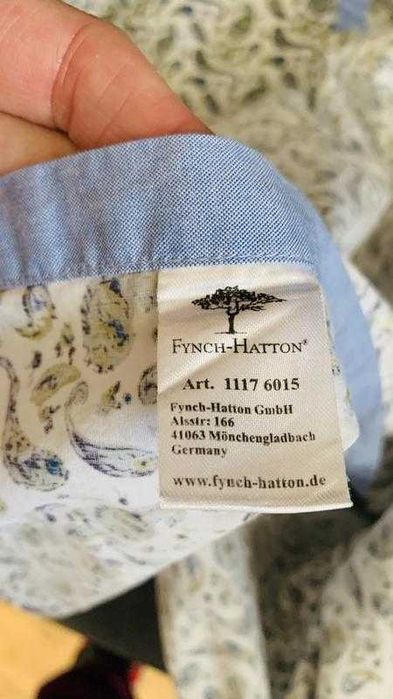 FYNCH-HATTON®
Art. 1117 6015
Fynch-Hatton GmbH
Alsstr: 166
41063 Mönchengladbach
Germany
www.fynch-hatton.de